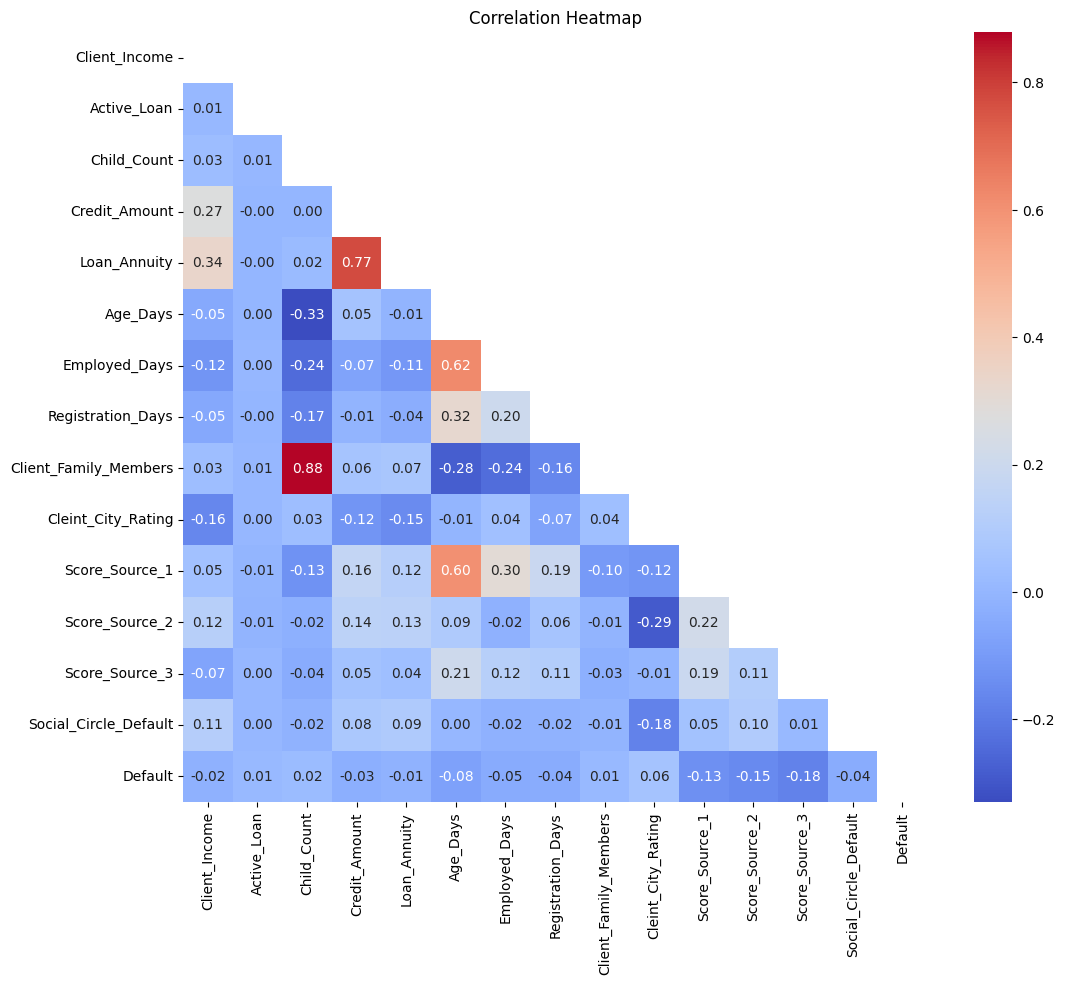 Correlation Heatmap
Client_Income
Active_Loan 0.01
Child_Count 0.03 0.01
Credit_Amount 0.27 -0.00 0.00
Loan_Annuity 0.34 -0.00 0.02 0.77
Age_Days -0.05 0.00 -0.33 0.05 -0.01
Employed_Days -0.12 0.00 -0.24 -0.07 -0.11 0.62
Registration_Days -0.05 -0.00 -0.17 -0.01 -0.04 0.32 0.20
Client_Family_Members 0.03 0.01 0.88 0.06 0.07 -0.28 -0.24 -0.16
Cleint_City_Rating -0.16 0.00 0.03 -0.12 -0.15 -0.01 0.04 -0.07 0.04
Score_Source_1 0.05 -0.01 -0.13 0.16 0.12 0.60 0.30 0.19 -0.10 -0.12
Score_Source_2 0.12 -0.01 -0.02 0.14 0.13 0.09 -0.02 0.06 -0.01 -0.29 0.22
Score_Source_3 -0.07 0.00 -0.04 0.05 0.04 0.21 0.12 0.11 -0.03 -0.01 0.19 0.11
Social_Circle_Default 0.11 0.00 -0.02 0.08 0.09 0.00 -0.02 -0.02 -0.01 -0.18 0.05 0.10 0.01
Default -0.02 0.01 0.02 -0.03 -0.01 -0.08 -0.05 -0.04 0.01 0.06 -0.13 -0.15 -0.18 -0.04
Client_Income
Active_Loan
Child_Count
Credit_Amount
Loan_Annuity
Age_Days
Employed_Days
Registration_Days
Client_Family_Members
Cleint_City_Rating
Score_Source_1
Score_Source_2
Score_Source_3
Social_Circle_Default
Default
0.8
0.6
0.4
0.2
0.0
−0.2